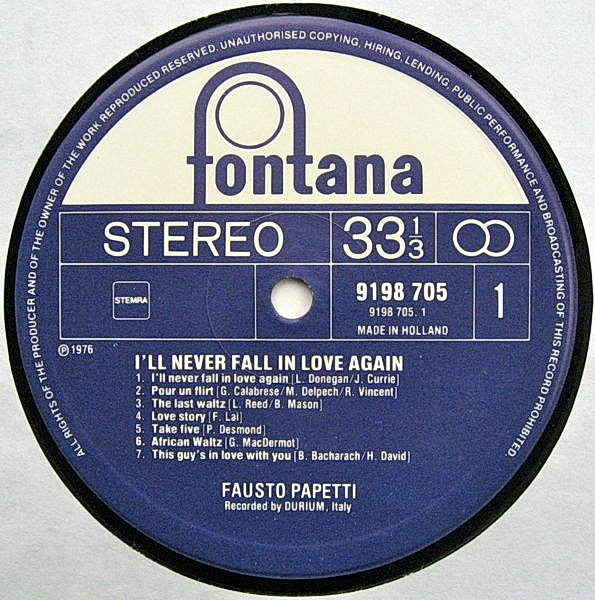 ALL RIGHTS OF THE PRODUCER AND OF THE OWNER OF THE WORK REPRODUCED RESERVED. UNAUTHORISED COPYING, HIRING, LENDING, PUBLIC PERFORMANCE AND BROADCASTING OF THIS RECORD PROHIBITED.
fontana
STEREO 33 1/3
STEMRA
9198 705
9198 705. 1
MADE IN HOLLAND
1
℗ 1976
I'LL NEVER FALL IN LOVE AGAIN
1. I'll never fall in love again [L. Donegan/J. Currie]
2. Pour un flirt [G. Calabrese/M. Delpech/R. Vincent]
3. The last waltz [L. Reed/B. Mason]
4. Love story [F. Lai]
5. Take five [P. Desmond]
6. African Waltz [G. MacDermot]
7. This guy's in love with you [B. Bacharach/H. David]
FAUSTO PAPETTI
Recorded by DURIUM, Italy